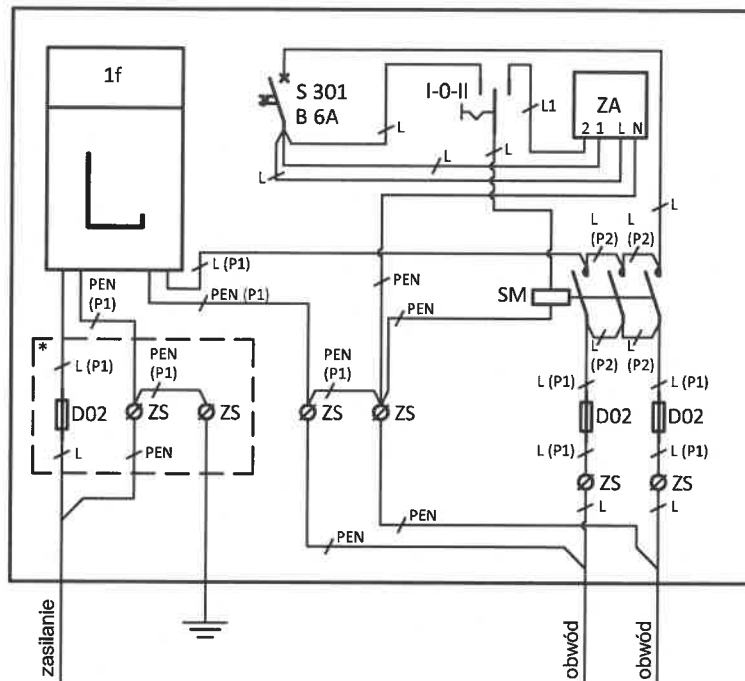 1f
S 301
B 6A
I-0-II
ZA
2 1 L N
L
L1
L
L
L
L
L (P2)
L (P2)
L (P1)
PEN (P1)
PEN (P1)
PEN
SM
PEN
*
L (P1)
PEN (P1)
PEN (P1)
L (P2)
L (P2)
L (P1)
L (P1)
D02
ZS
ZS
ZS
ZS
D02
D02
L
PEN
L (P1)
L (P1)
ZS
ZS
L
L
PEN
PEN
zasilanie
obwód
obwód